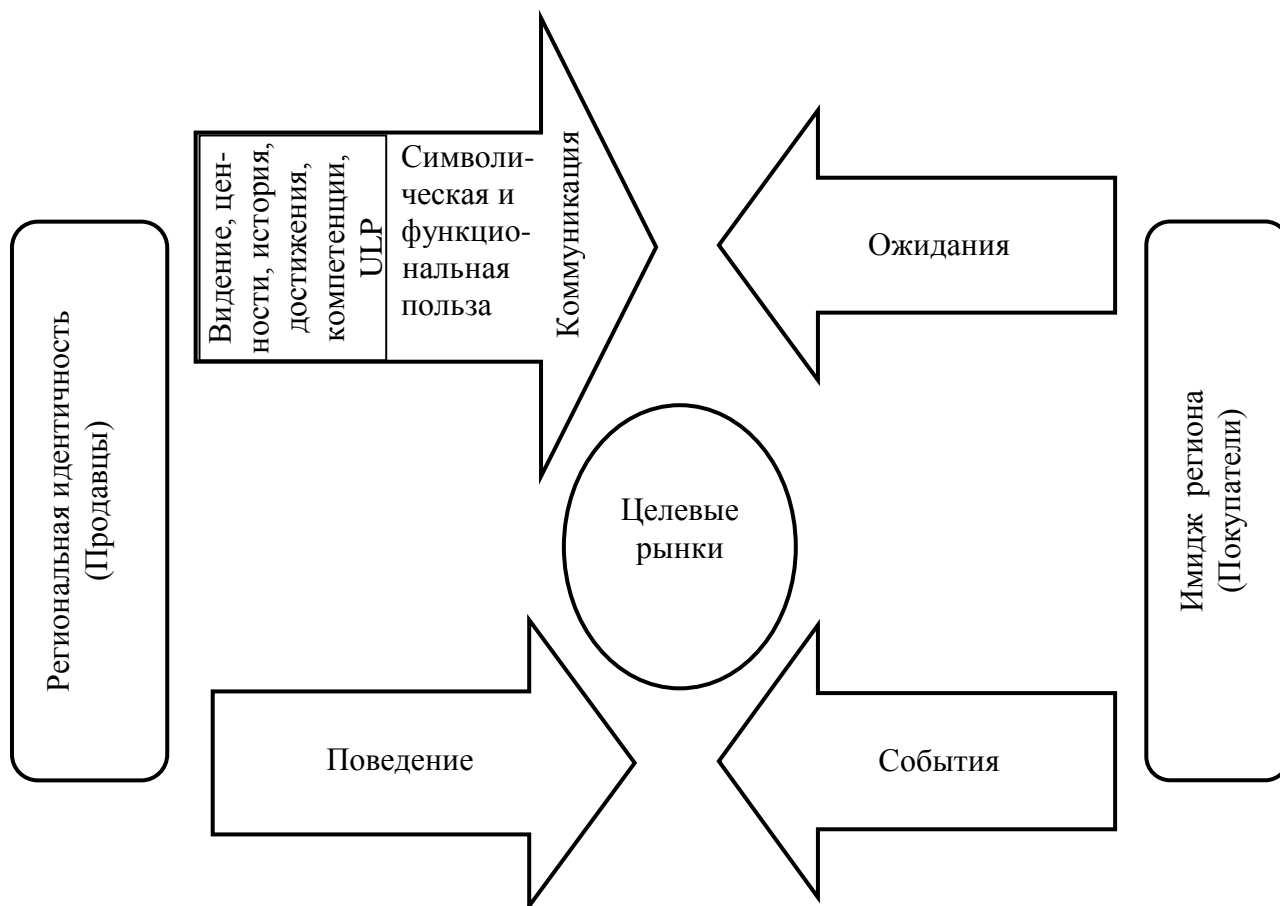 Региональная идентичность
(Продавцы)
Видение, цен-
ности, история,
достижения,
компетенции,
ULP
Символи-
ческая и
функцио-
нальная
польза
Коммуникация
Ожидания
Целевые
рынки
Поведение
События
Имидж региона
(Покупатели)